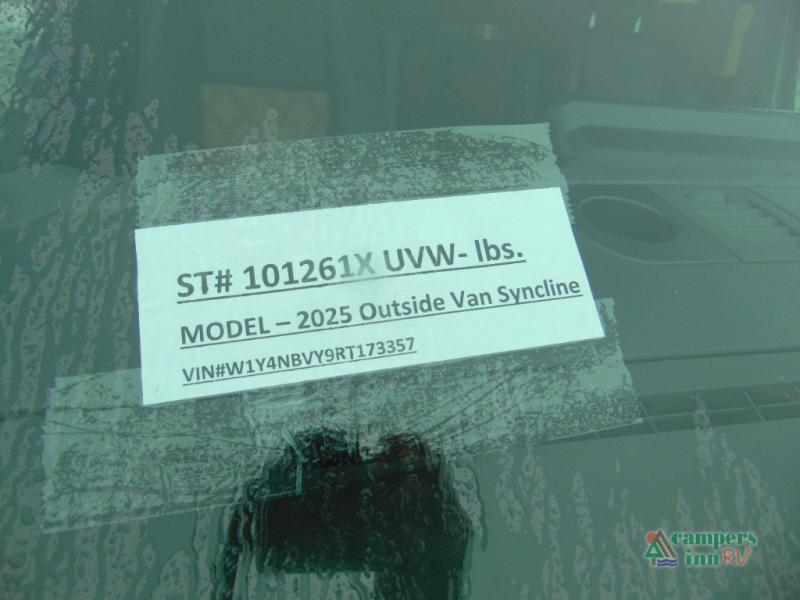 ST# 101261X UVW- lbs.
MODEL – 2025 Outside Van Syncline
VIN#W1Y4NBVY9RT173357
campers
inn RV